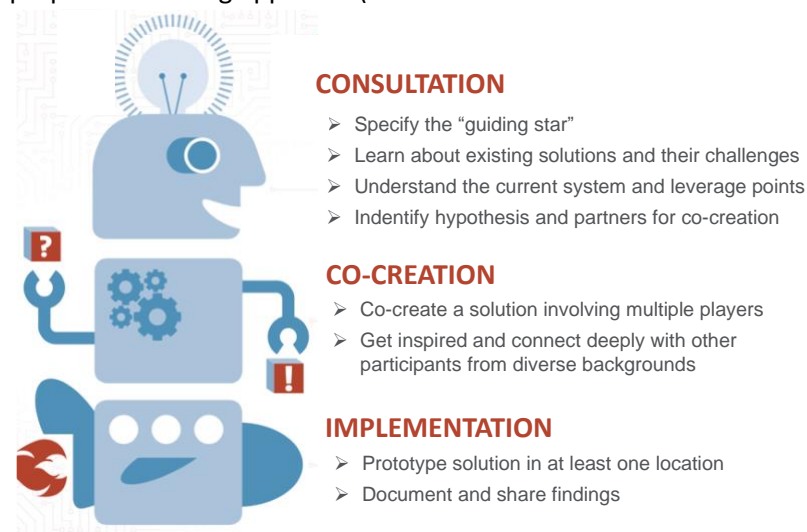 CONSULTATION
➢ Specify the “guiding star”
➢ Learn about existing solutions and their challenges
➢ Understand the current system and leverage points
➢ Indentify hypothesis and partners for co-creation
?
CO-CREATION
➢ Co-create a solution involving multiple players
➢ Get inspired and connect deeply with other
participants from diverse backgrounds
!
IMPLEMENTATION
➢ Prototype solution in at least one location
➢ Document and share findings